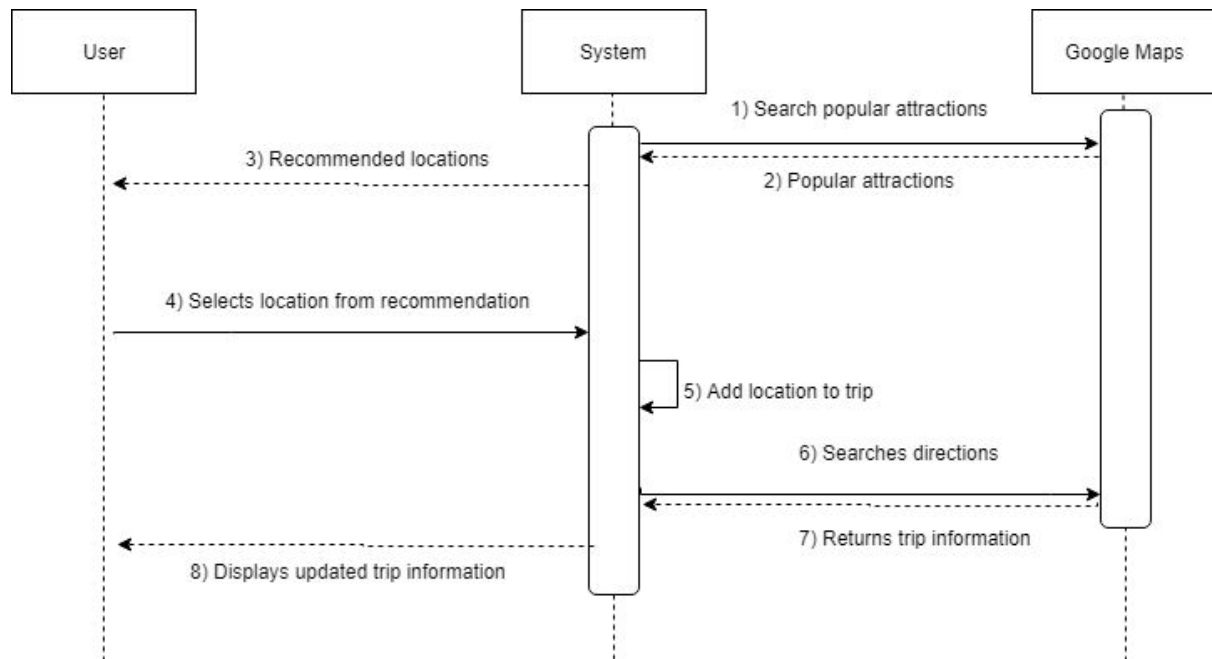 User
System
Google Maps
1) Search popular attractions
3) Recommended locations
2) Popular attractions
4) Selects location from recommendation
5) Add location to trip
6) Searches directions
7) Returns trip information
8) Displays updated trip information